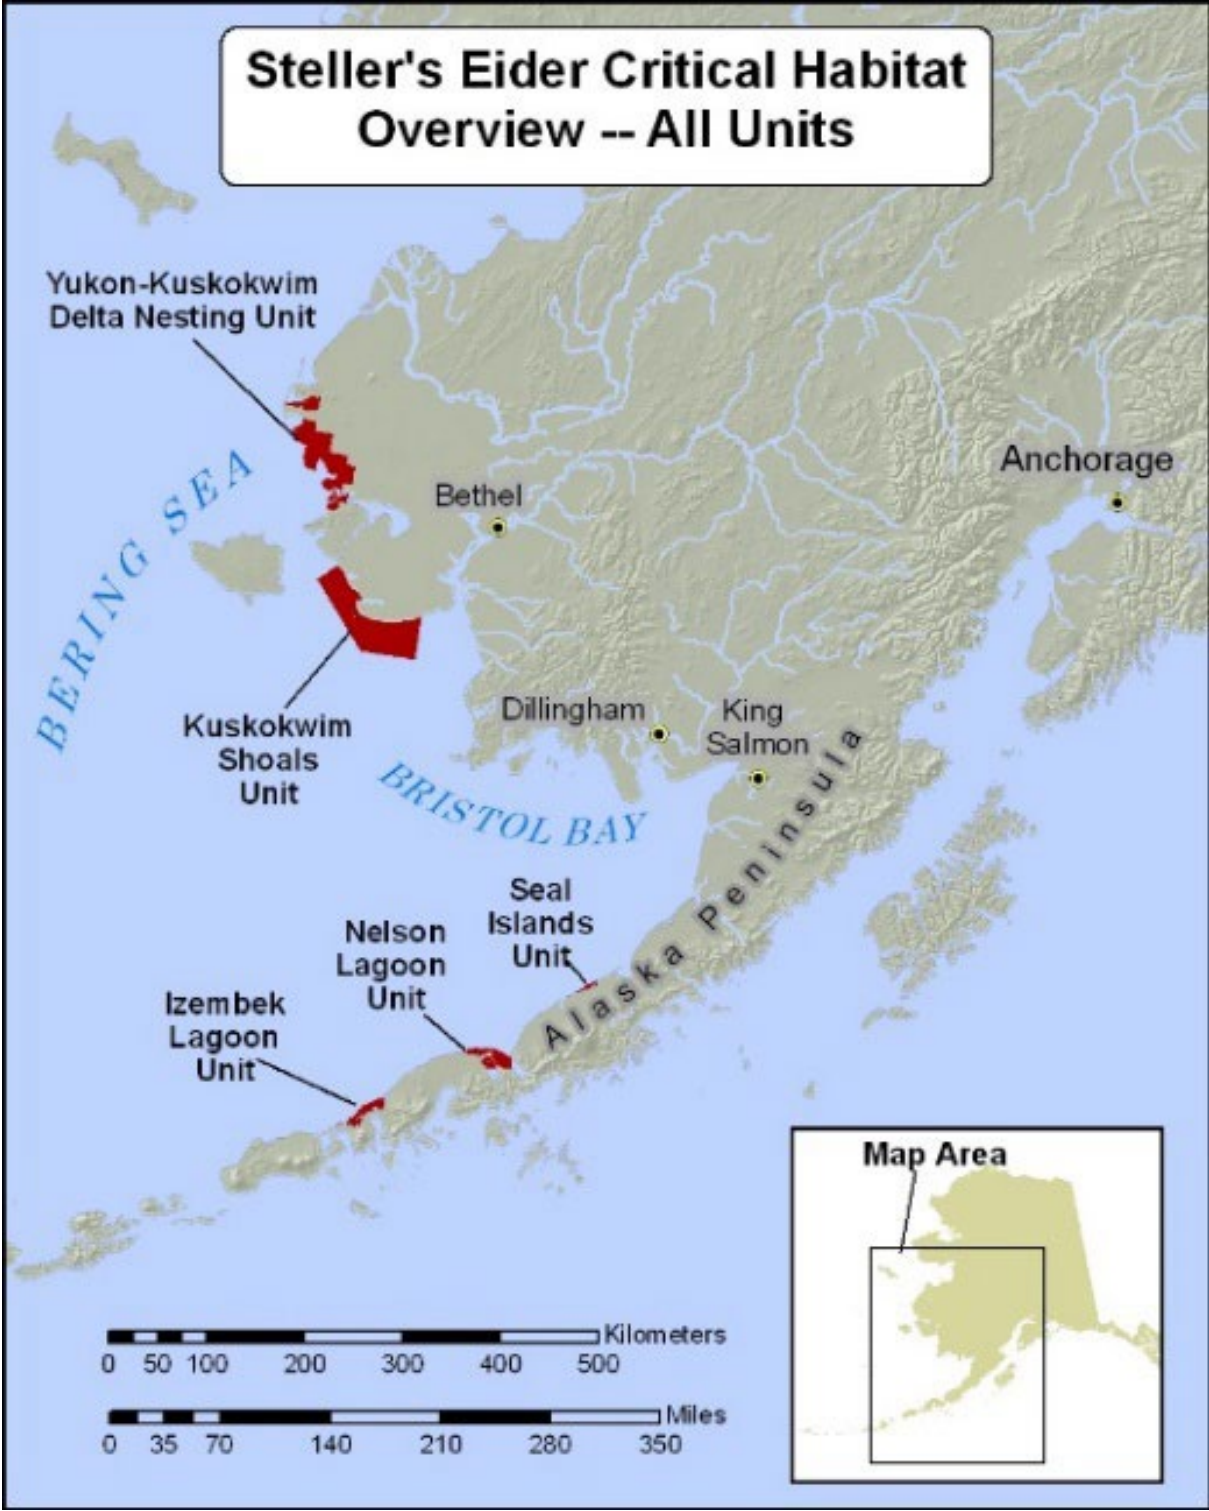 Steller's Eider Critical Habitat
Overview -- All Units
Yukon-Kuskokwim
Delta Nesting Unit
BERING SEA
Bethel
Anchorage
Kuskokwim
Shoals
Unit
Dillingham
King
Salmon
BRISTOL BAY
Alaska Peninsula
Seal
Islands
Unit
Nelson
Lagoon
Unit
Izembek
Lagoon
Unit
Map Area
Kilometers
0 50 100 200 300 400 500
Miles
0 35 70 140 210 280 350